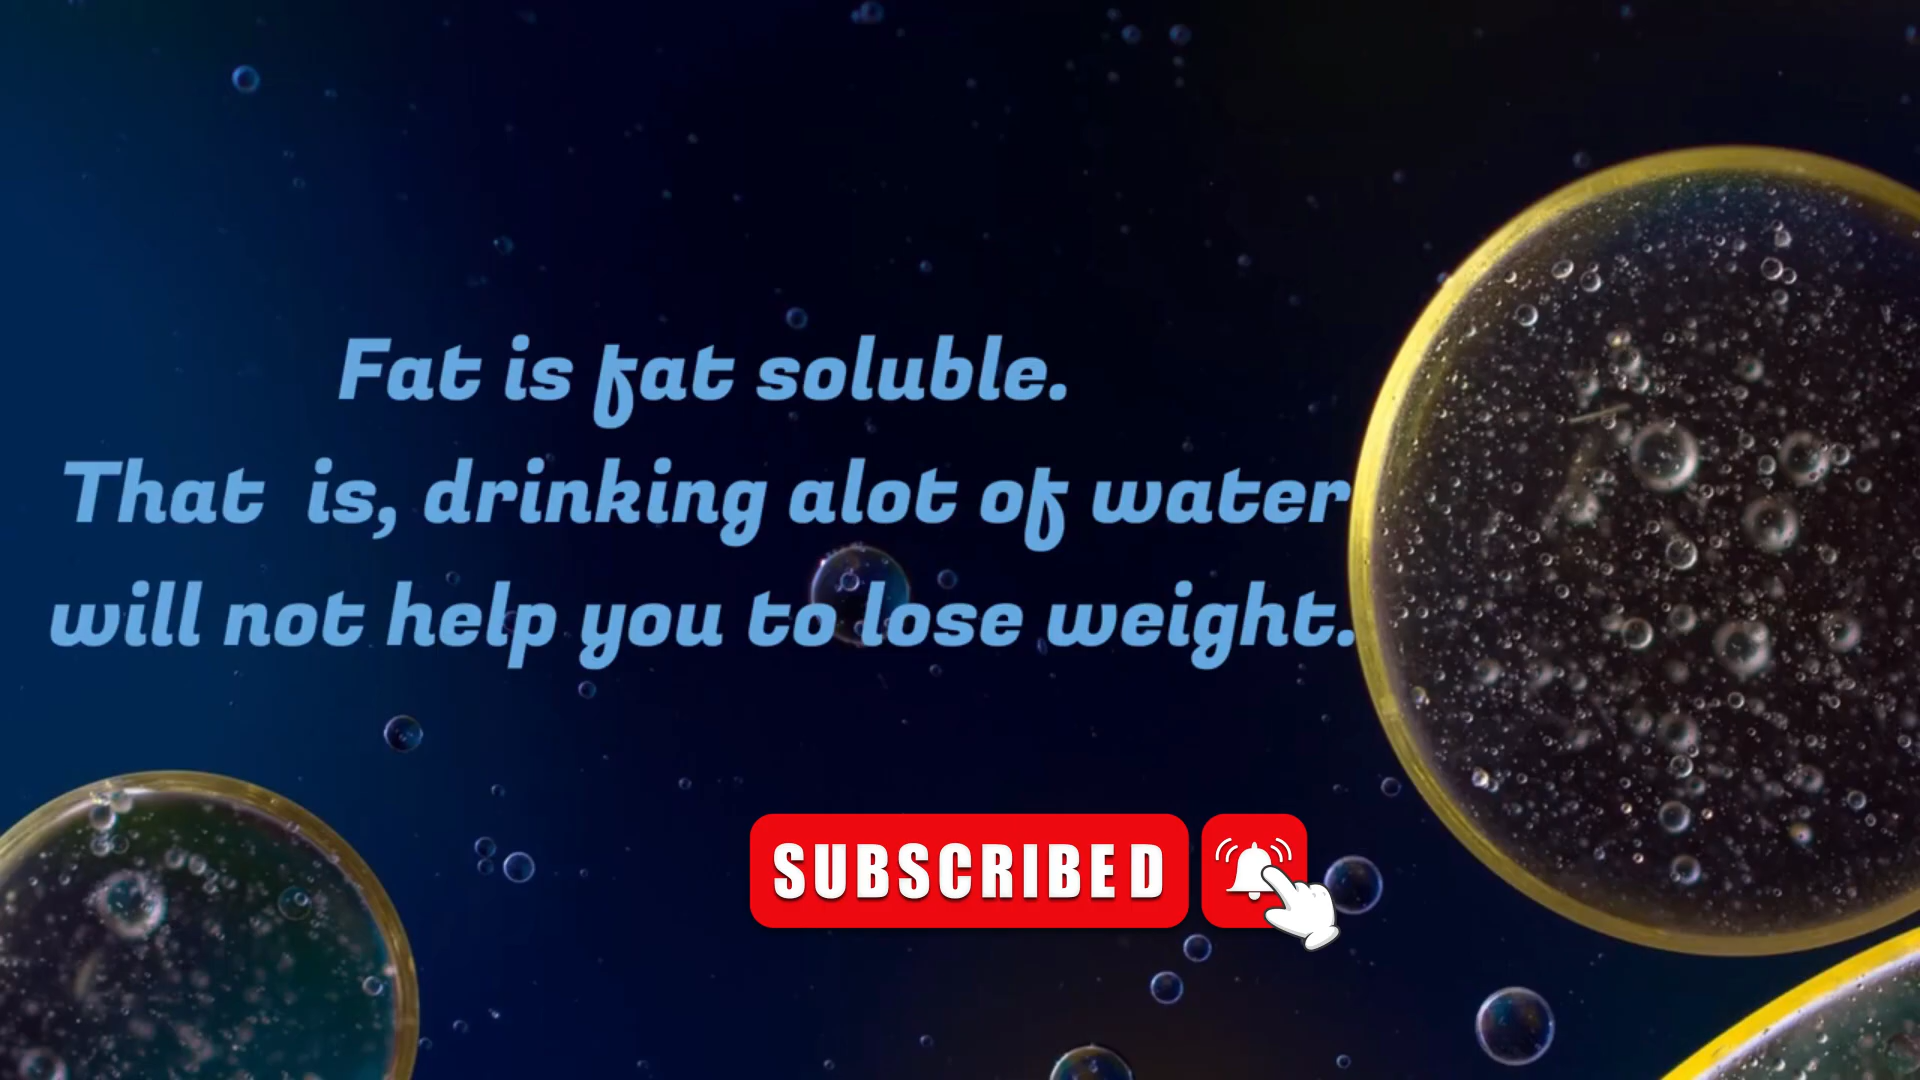 Fat is fat soluble.
That is, drinking alot of water
will not help you to lose weight.
SUBSCRIBED